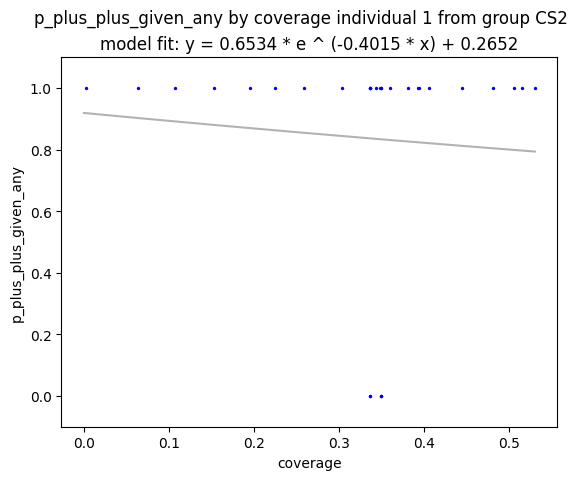 p_plus_plus_given_any by coverage individual 1 from group CS2
model fit: y = 0.6534 * e ^ (-0.4015 * x) + 0.2652
1.0
0.8
0.6
0.4
0.2
0.0
p_plus_plus_given_any
0.0 0.1 0.2 0.3 0.4 0.5
coverage